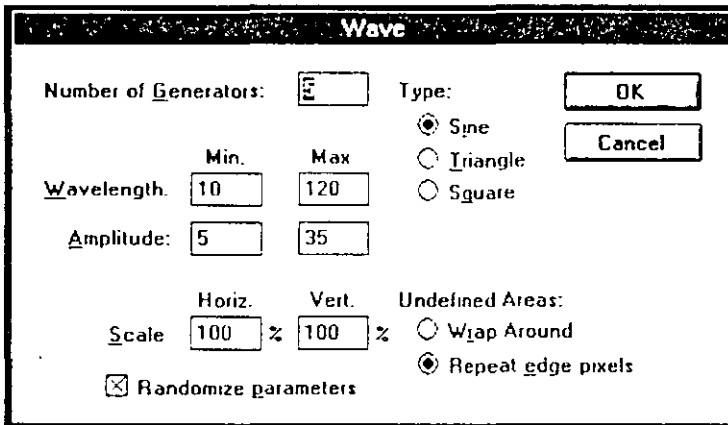 Wave
Number of Generators:
Type:
OK
Sine
Cancel
Min. Max
Triangle
Wavelength. 10 120
Square
Amplitude: 5 35
Horiz. Vert. Undefined Areas:
Scale 100 % 100 %
Wrap Around
Repeat edge pixels
Randomize parameters